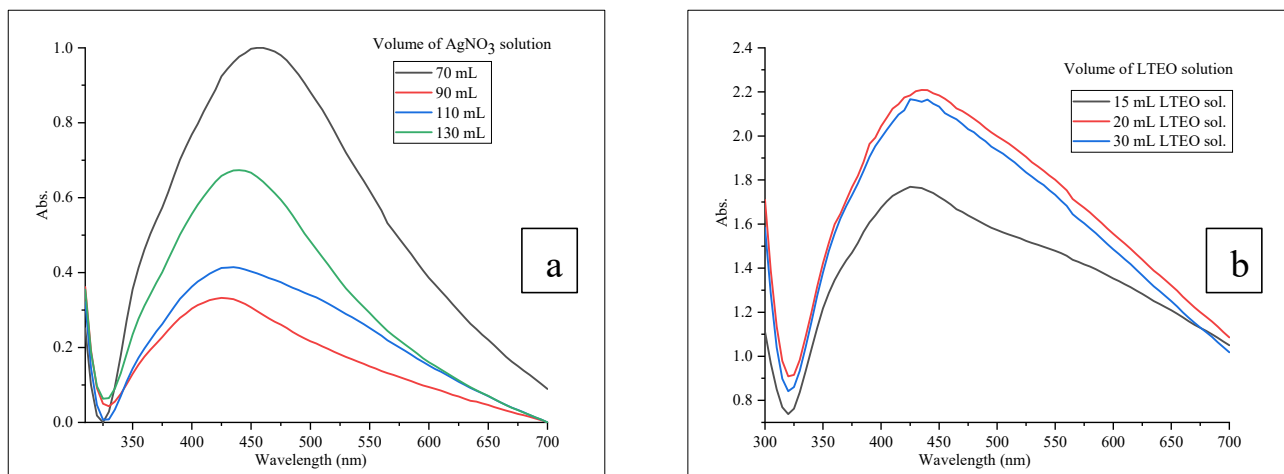 Volume of AgNO3 solution
70 mL
90 mL
110 mL
130 mL
1.0
0.8
0.6
0.4
0.2
0.0
Abs.
350 400 450 500 550 600 650 700
Wavelength (nm)
a
Volume of LTEO solution
15 mL LTEO sol.
20 mL LTEO sol.
30 mL LTEO sol.
2.4
2.2
2.0
1.8
1.6
1.4
1.2
1.0
0.8
Abs.
300 350 400 450 500 550 600 650 700
Wavelength (nm)
b